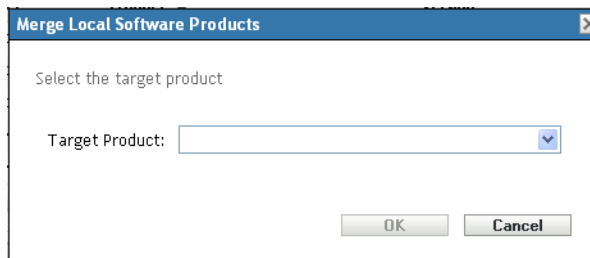 Merge Local Software Products
Select the target product
Target Product:
OK Cancel